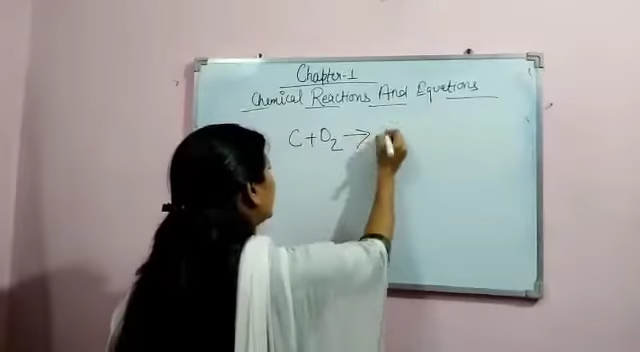 Chapter-1
Chemical Reactions And Equations
C+O₂→